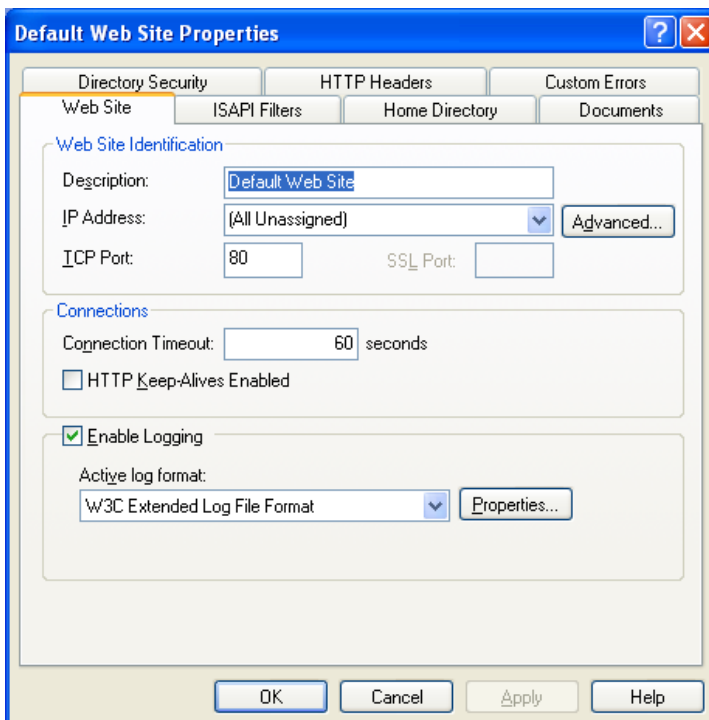 Default Web Site Properties
Directory Security HTTP Headers Custom Errors
Web Site ISAPI Filters Home Directory Documents
Web Site Identification
Description: Default Web Site
IP Address: (All Unassigned) Advanced...
TCP Port: 80 SSL Port:
Connections
Connection Timeout: 60 seconds
HTTP Keep-Alives Enabled
Enable Logging
Active log format:
W3C Extended Log File Format Properties...
OK Cancel Apply Help